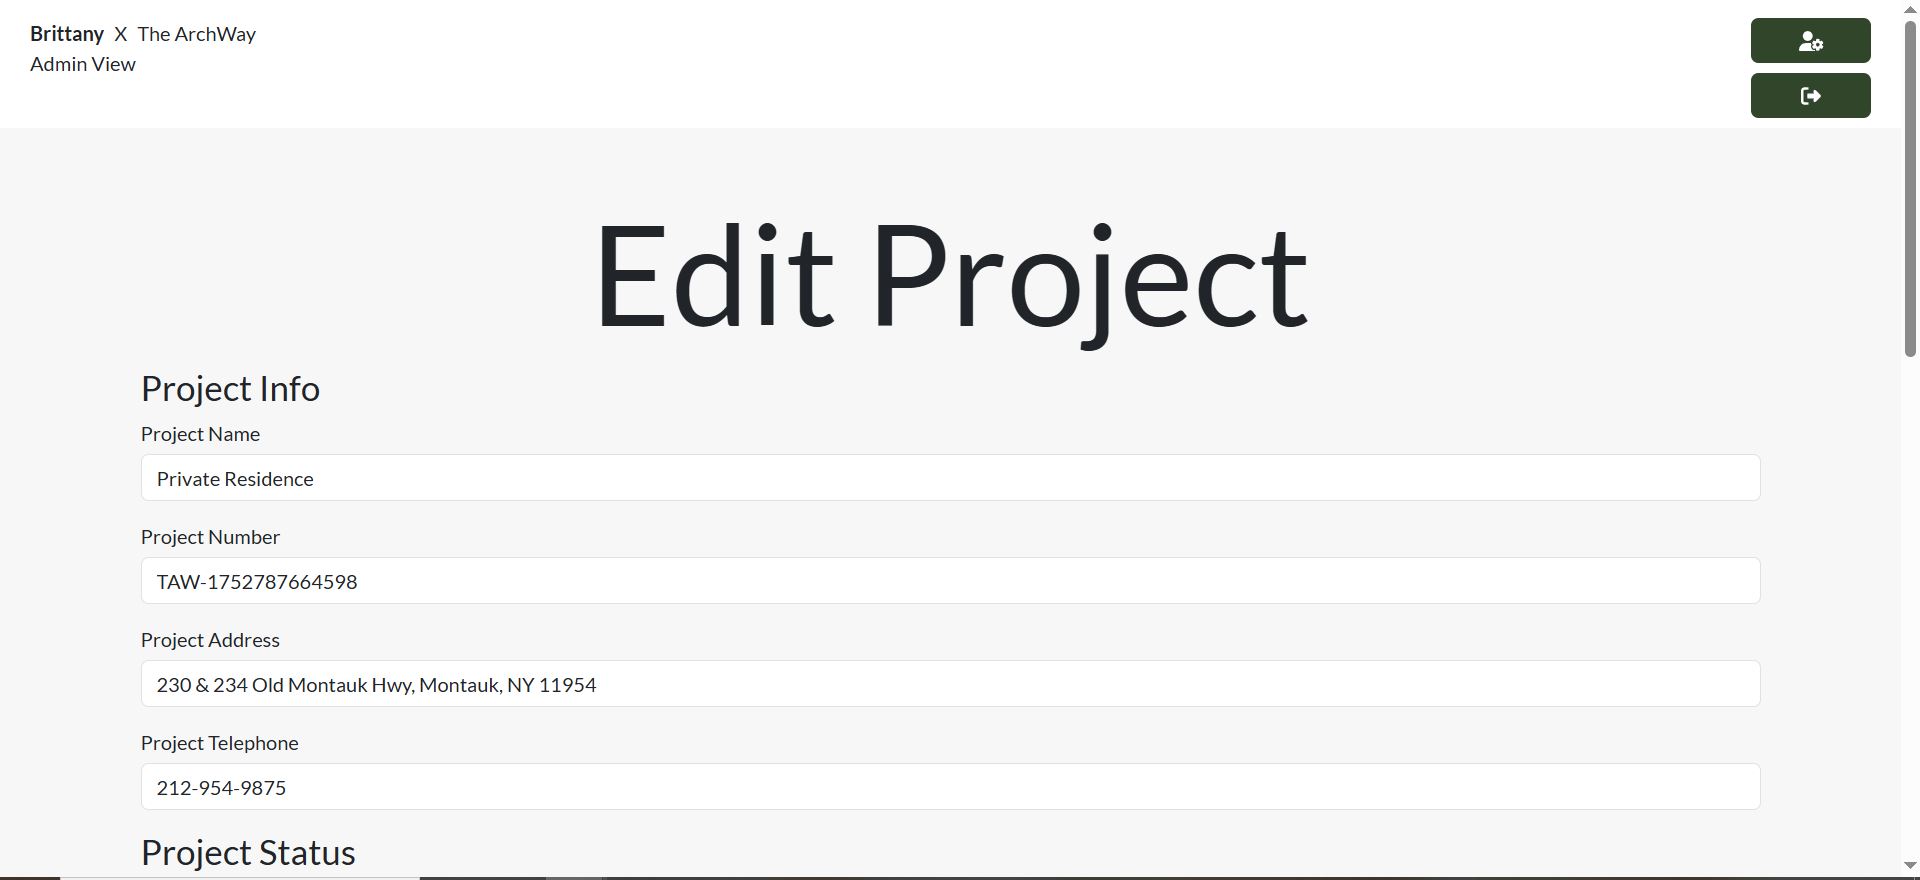 Brittany X The ArchWay
Admin View
Edit Project
Project Info
Project Name
Private Residence
Project Number
TAW-1752787664598
Project Address
230 & 234 Old Montauk Hwy, Montauk, NY 11954
Project Telephone
212-954-9875
Project Status